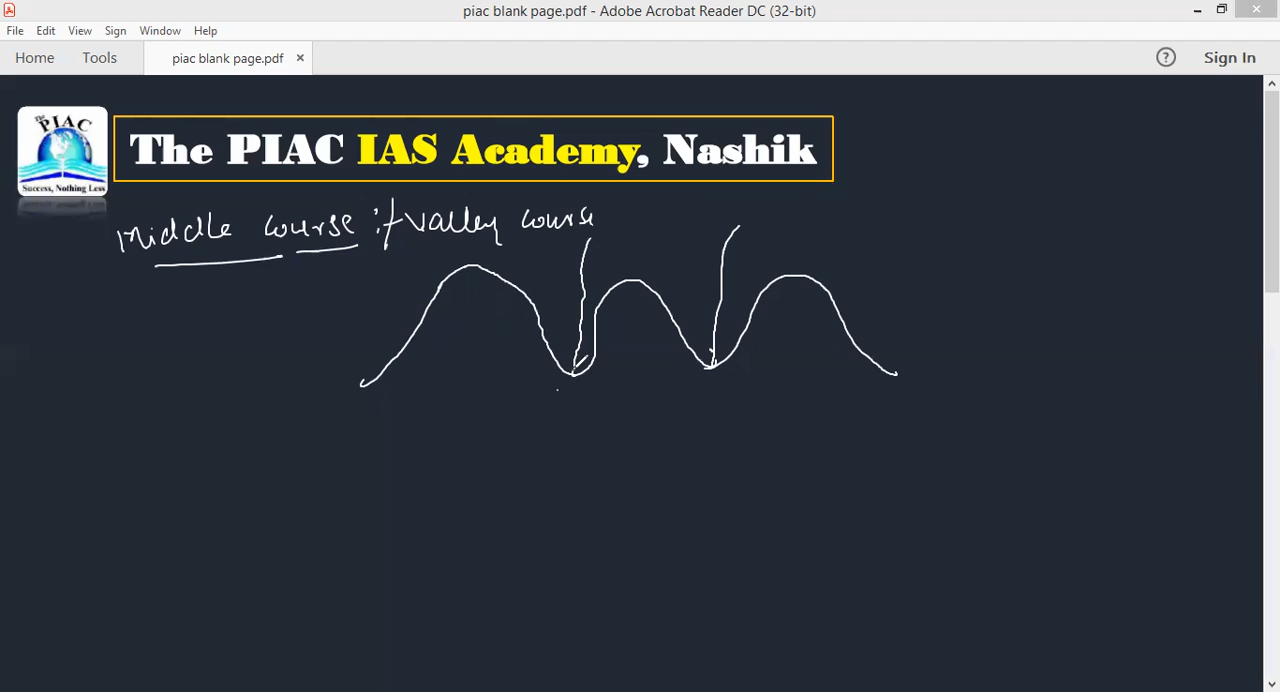 piac blank page.pdf - Adobe Acrobat Reader DC (32-bit)
File Edit View Sign Window Help
Home Tools piac blank page.pdf × ? Sign In
The PIAC
Success, Nothing Less
The PIAC IAS Academy, Nashik
middle course :+ valley course